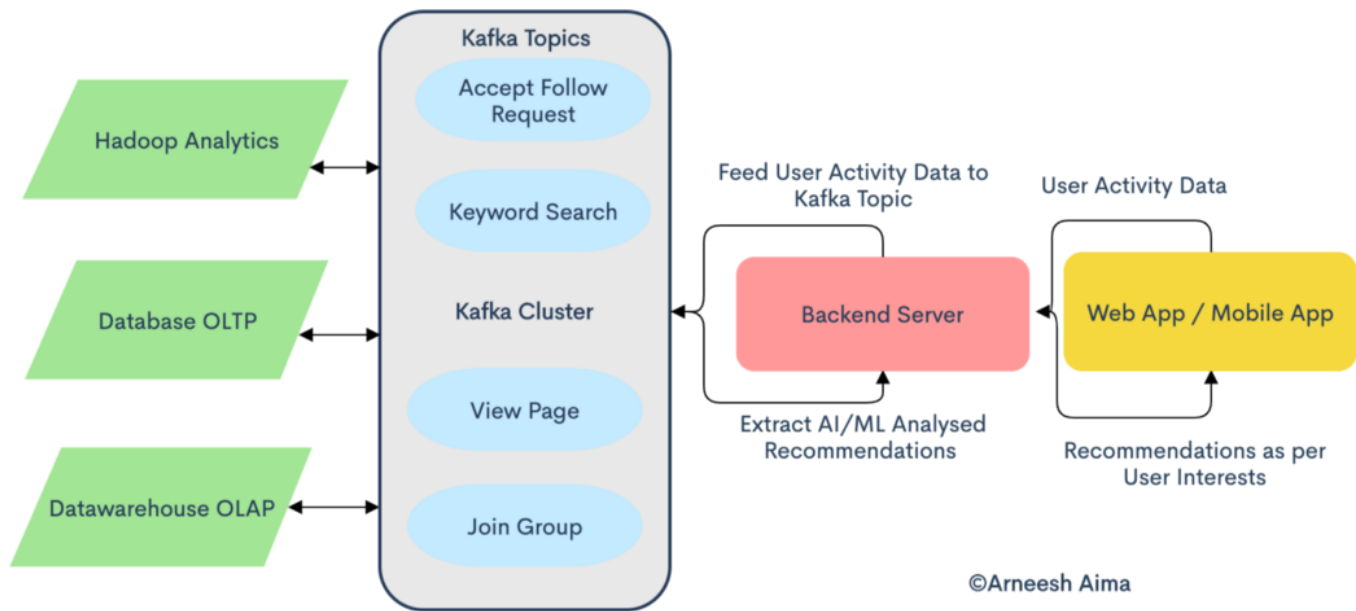 Kafka Topics
Accept Follow
Request
Hadoop Analytics
Keyword Search
Feed User Activity Data to
Kafka Topic
User Activity Data
Database OLTP
Kafka Cluster
Backend Server
Web App / Mobile App
View Page
Extract AI/ML Analysed
Recommendations
Recommendations as per
User Interests
Datawarehouse OLAP
Join Group
©Arneesh Aima